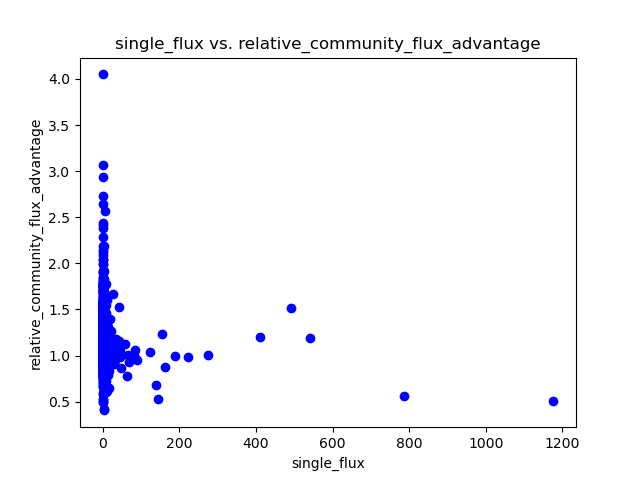 single_flux vs. relative_community_flux_advantage
relative_community_flux_advantage
4.0
3.5
3.0
2.5
2.0
1.5
1.0
0.5
0 200 400 600 800 1000 1200
single_flux